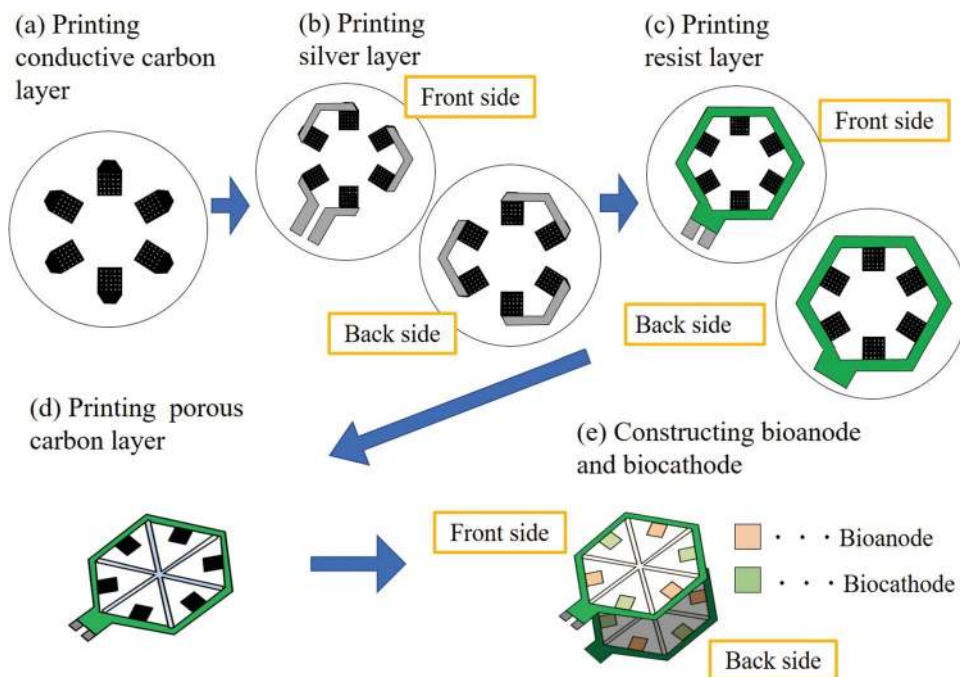 (a) Printing
conductive carbon
layer
(b) Printing
silver layer
Front side
Back side
(c) Printing
resist layer
Front side
Back side
(d) Printing porous
carbon layer
(e) Constructing bioanode
and biocathode
Front side
· · · Bioanode
· · · Biocathode
Back side